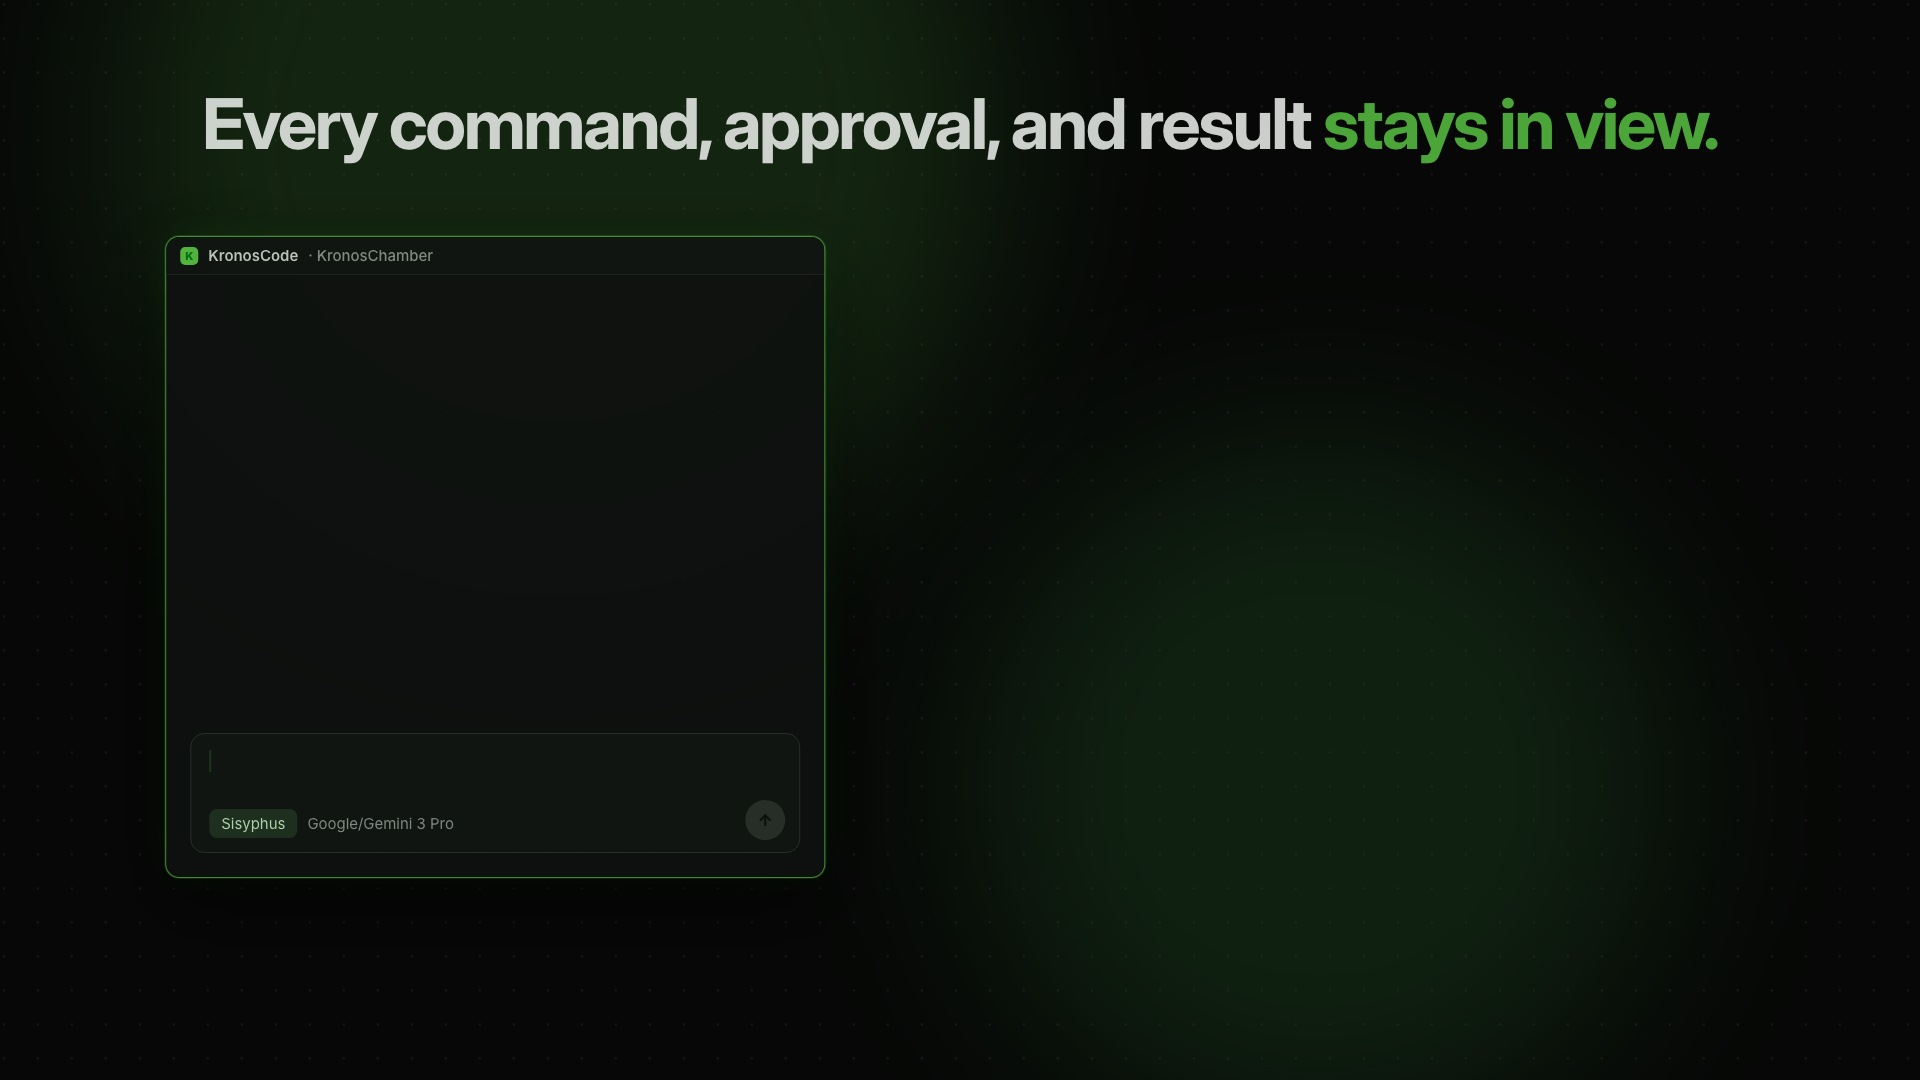 Every command, approval, and result stays in view.
K KronosCode · KronosChamber
Sisyphus Google/Gemini 3 Pro